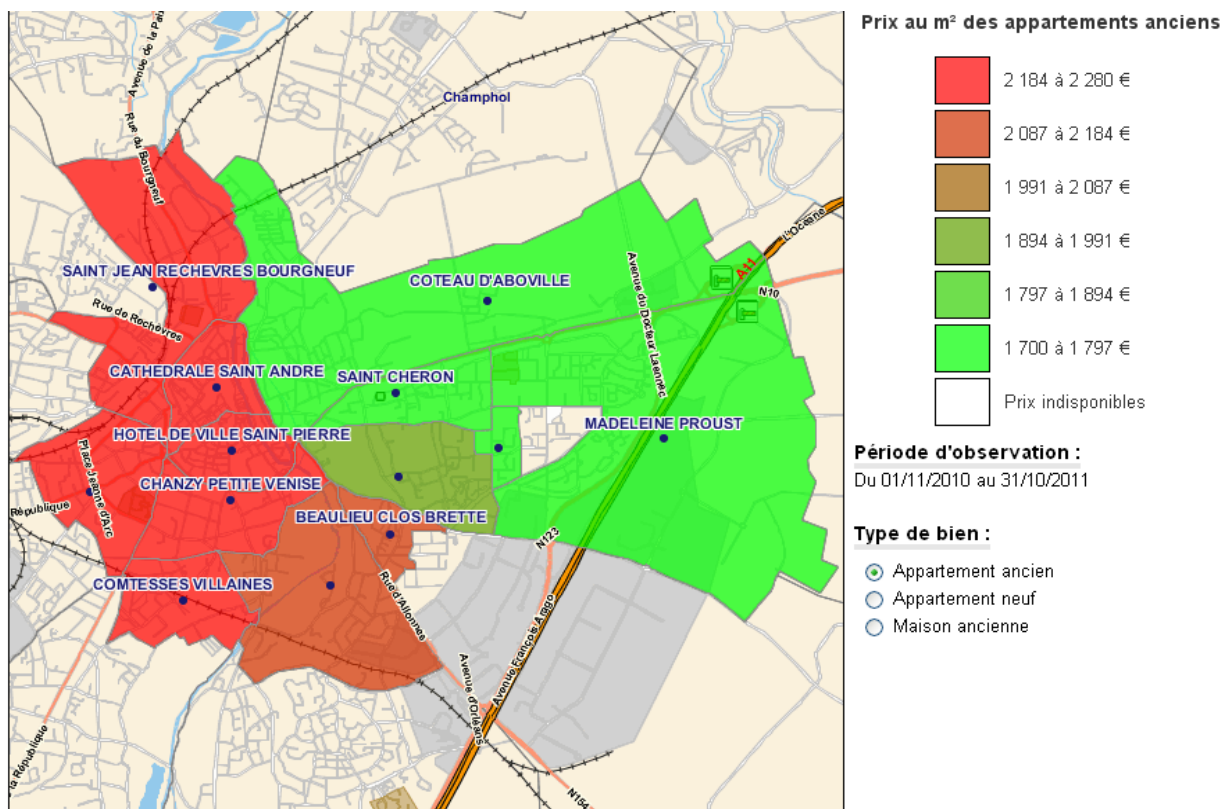 Prix au m² des appartements anciens
2 184 à 2 280 €
2 087 à 2 184 €
1 991 à 2 087 €
1 894 à 1 991 €
1 797 à 1 894 €
1 700 à 1 797 €
Prix indisponibles
Période d'observation :
Du 01/11/2010 au 31/10/2011
Type de bien :
Appartement ancien
Appartement neuf
Maison ancienne
Avenue de la Paix
Champhol
Rue du Bourgneuf
L'Océane
A11
SAINT JEAN RECHEVRES BOURGNEUF
COTEAU D'ABOVILLE
N10
Rue de Rechèvres
Avenue du Docteur Laennec
CATHEDRALE SAINT ANDRE
SAINT CHERON
HOTEL DE VILLE SAINT PIERRE
MADELEINE PROUST
Place Jeanne d'Arc
CHANZY PETITE VENISE
République
BEAULIEU CLOS BRETTE
N123
COMTESSES VILLAINES
Rue d'Allonnes
Avenue François Arago
Avenue d'Orléans
la République
N154